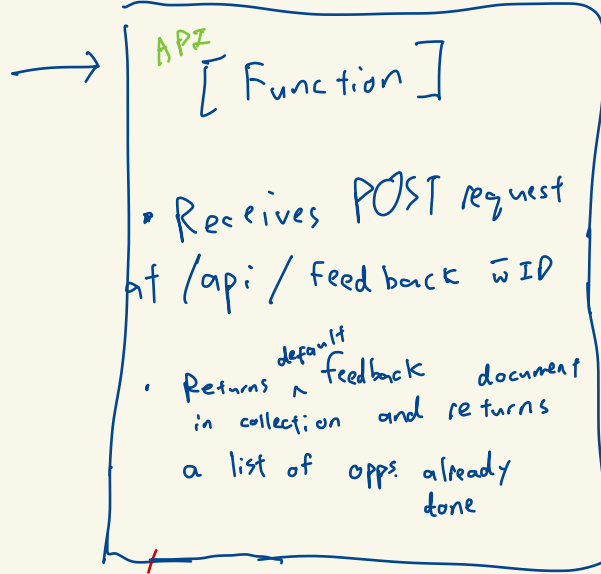 API
[Function]
• Receives POST request
at /api/feedback w̄ ID
default
• Returns ^ feedback document
in collection and returns
a list of opps. already
done